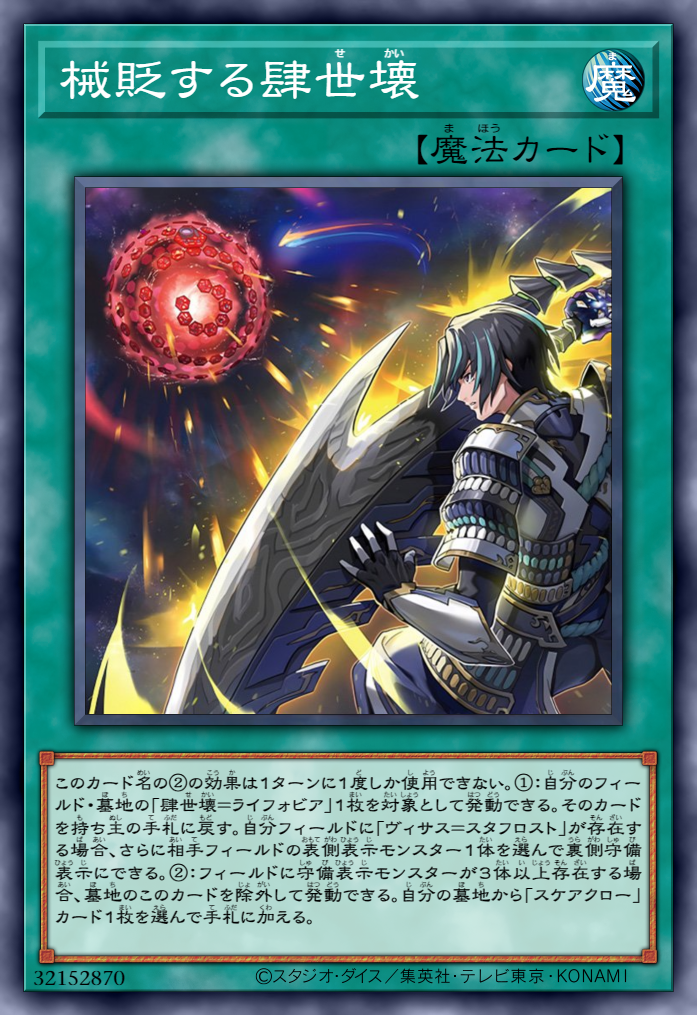 械貶する肆世壊
魔
【魔法カード】
このカード名の②の効果は1ターンに1度しか使用できない。①:自分のフィー
ルド・墓地の「肆世壊=ライフォビア」1枚を対象として発動できる。そのカード
を持ち主の手札に戻す。自分フィールドに「ヴィサス=スタフロスト」が存在す
る場合、さらに相手フィールドの表側表示モンスター1体を選んで裏側守備
表示にできる。②:フィールドに守備表示モンスターが3体以上存在する場
合、墓地のこのカードを除外して発動できる。自分の墓地から「スケアクロー」
カード1枚を選んで手札に加える。
32152870 ©スタジオ・ダイス/集英社・テレビ東京・KONAMI